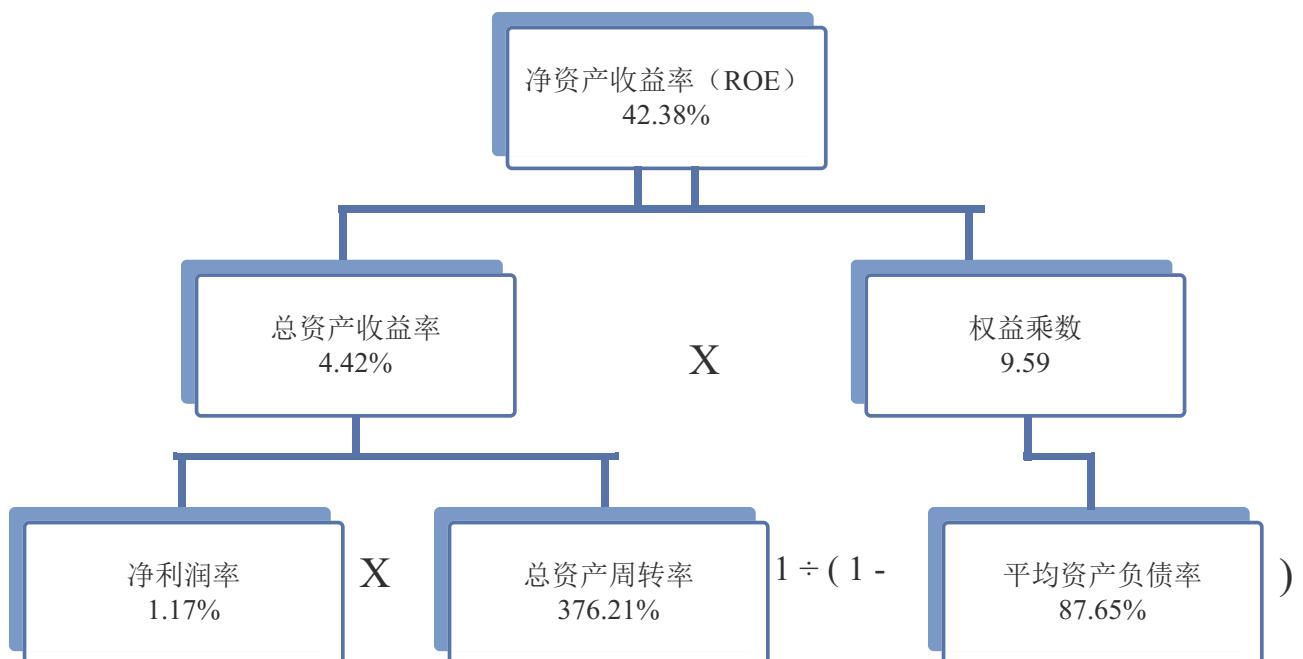 净资产收益率（ROE）
42.38%
总资产收益率
4.42%
X
权益乘数
9.59
净利润率
1.17%
X
总资产周转率
376.21%
1 ÷ ( 1 -
平均资产负债率
87.65%
)